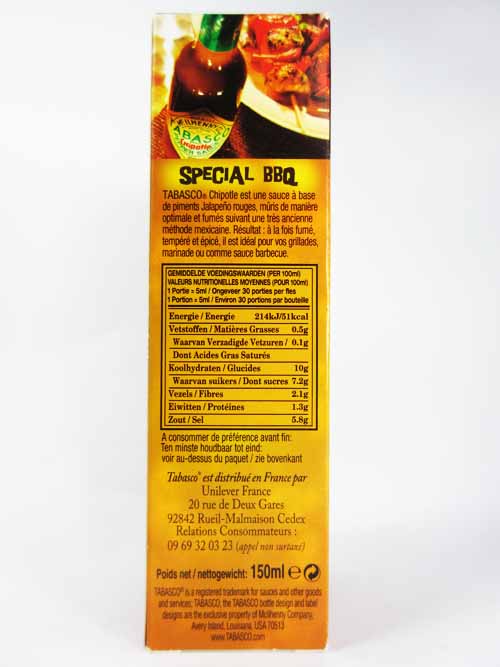 McILHENNY CO.
TABASCO
Chipotle
SPECIAL BBQ
TABASCO® Chipotle est une sauce à base
de piments Jalapeño rouges, mûris de manière
optimale et fumés suivant une très ancienne
méthode mexicaine. Résultat : à la fois fumé,
tempéré et épicé, il est idéal pour vos grillades,
marinade ou comme sauce barbecue.
GEMIDDELDE VOEDINGSWAARDEN (PER 100ml)
VALEURS NUTRITIONELLES MOYENNES (POUR 100ml)
1 Portie = 5ml / Ongeveer 30 porties per fles
1 Portion = 5ml / Environ 30 portions par bouteille
Energie / Energie 214kJ/51kcal
Vetstoffen / Matières Grasses 0.5g
Waarvan Verzadigde Vetzuren / 0.1g
Dont Acides Gras Saturés
Koolhydraten / Glucides 10g
Waarvan suikers / Dont sucres 7.2g
Vezels / Fibres 2.1g
Eiwitten / Protéines 1.3g
Zout / Sel 5.8g
A consommer de préférence avant fin:
Ten minste houdbaar tot eind:
voir au-dessus du paquet / zie bovenkant
Tabasco® est distribué en France par
Unilever France
20 rue de Deux Gares
92842 Rueil-Malmaison Cedex
Relations Consommateurs :
09 69 32 03 23 (appel non surtaxé)
Poids net / nettogewicht: 150ml e
TABASCO® is a registered trademark for sauces and other goods
and services; TABASCO, the TABASCO bottle design and label
designs are the exclusive property of McIlhenny Company,
Avery Island, Louisiana, USA 70513
www.TABASCO.com